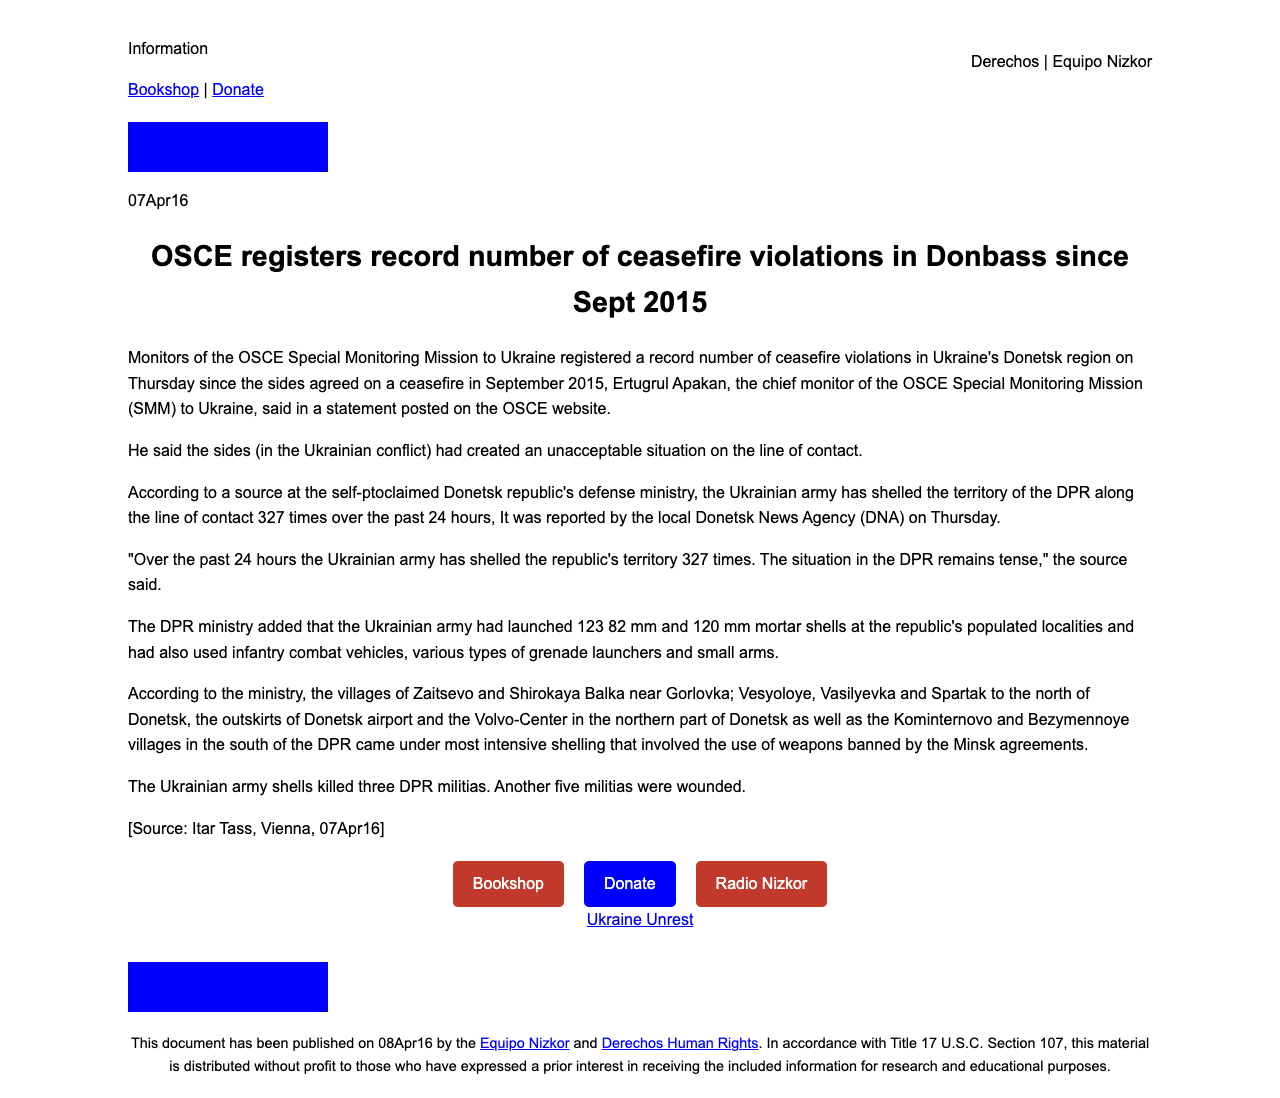 Information
Derechos | Equipo Nizkor
Bookshop | Donate
07Apr16
OSCE registers record number of ceasefire violations in Donbass since
Sept 2015
Monitors of the OSCE Special Monitoring Mission to Ukraine registered a record number of ceasefire violations in Ukraine's Donetsk region on
Thursday since the sides agreed on a ceasefire in September 2015, Ertugrul Apakan, the chief monitor of the OSCE Special Monitoring Mission
(SMM) to Ukraine, said in a statement posted on the OSCE website.
He said the sides (in the Ukrainian conflict) had created an unacceptable situation on the line of contact.
According to a source at the self-ptoclaimed Donetsk republic's defense ministry, the Ukrainian army has shelled the territory of the DPR along
the line of contact 327 times over the past 24 hours, It was reported by the local Donetsk News Agency (DNA) on Thursday.
"Over the past 24 hours the Ukrainian army has shelled the republic's territory 327 times. The situation in the DPR remains tense," the source
said.
The DPR ministry added that the Ukrainian army had launched 123 82 mm and 120 mm mortar shells at the republic's populated localities and
had also used infantry combat vehicles, various types of grenade launchers and small arms.
According to the ministry, the villages of Zaitsevo and Shirokaya Balka near Gorlovka; Vesyoloye, Vasilyevka and Spartak to the north of
Donetsk, the outskirts of Donetsk airport and the Volvo-Center in the northern part of Donetsk as well as the Kominternovo and Bezymennoye
villages in the south of the DPR came under most intensive shelling that involved the use of weapons banned by the Minsk agreements.
The Ukrainian army shells killed three DPR militias. Another five militias were wounded.
[Source: Itar Tass, Vienna, 07Apr16]
Bookshop Donate Radio Nizkor
Ukraine Unrest
This document has been published on 08Apr16 by the Equipo Nizkor and Derechos Human Rights. In accordance with Title 17 U.S.C. Section 107, this material
is distributed without profit to those who have expressed a prior interest in receiving the included information for research and educational purposes.